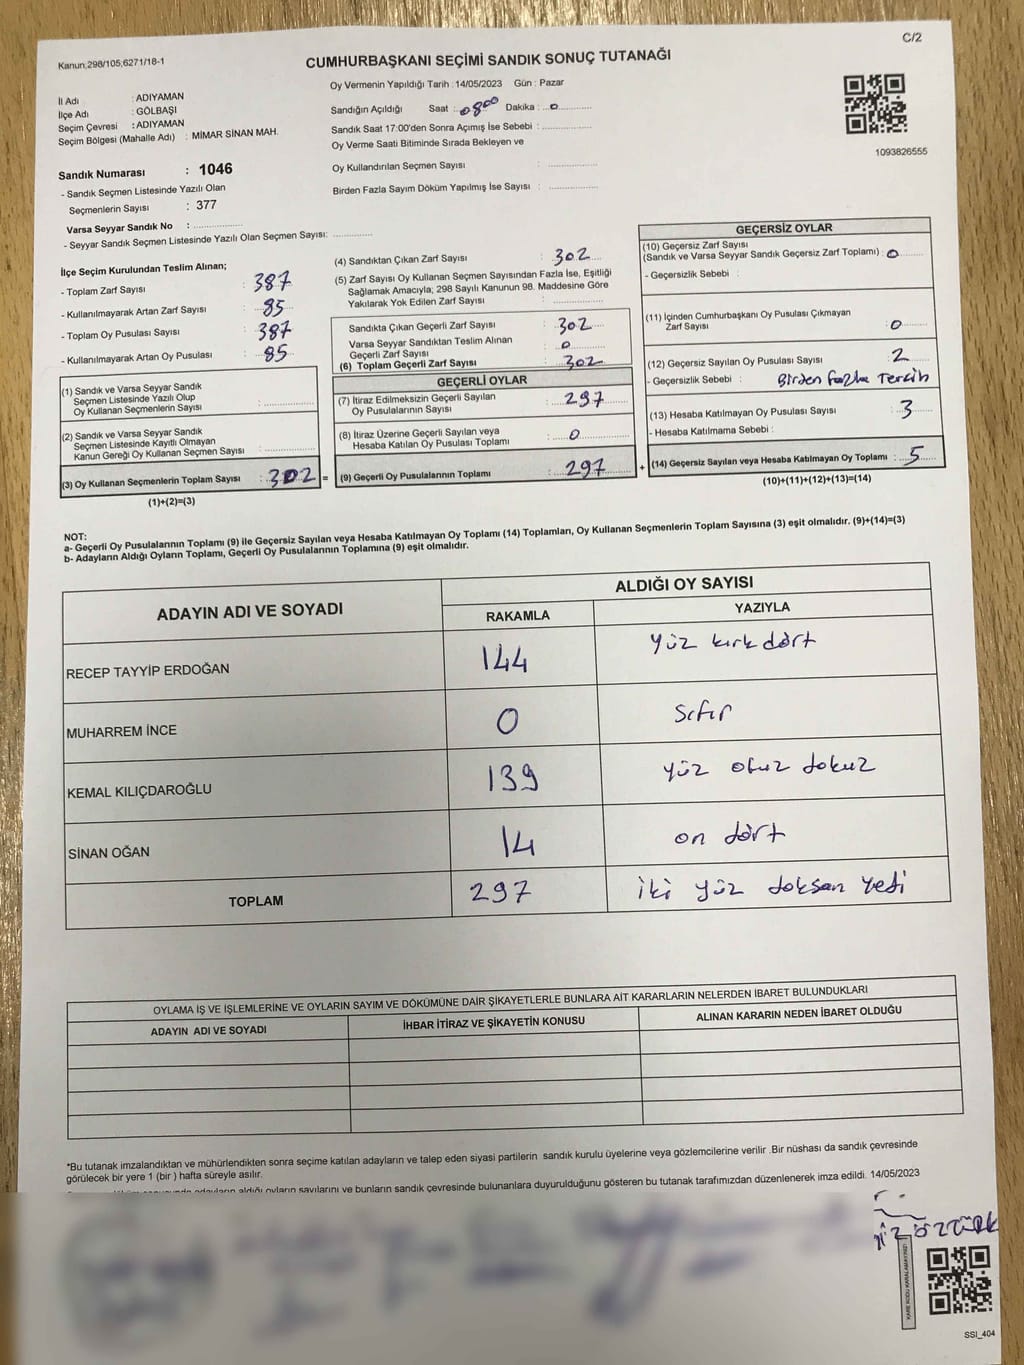 C/2
Kanun,298/105,6271/18-1
CUMHURBAŞKANI SEÇİMİ SANDIK SONUÇ TUTANAĞI
İl Adı : ADIYAMAN
İlçe Adı : GÖLBAŞI
Seçim Çevresi : ADIYAMAN
Seçim Bölgesi (Mahalle Adı) : MİMAR SİNAN MAH.
Oy Vermenin Yapıldığı Tarih : 14/05/2023 Gün : Pazar
Sandığın Açıldığı Saat : 0800 Dakika : 0
Sandık Saat 17:00'den Sonra Açımış İse Sebebi :
Oy Verme Saati Bitiminde Sırada Bekleyen ve
Oy Kullandırılan Seçmen Sayısı :
Birden Fazla Sayım Döküm Yapılmış İse Sayısı :
1093826555
Sandık Numarası : 1046
- Sandık Seçmen Listesinde Yazılı Olan
Seçmenlerin Sayısı : 377
Varsa Seyyar Sandık No :
- Seyyar Sandık Seçmen Listesinde Yazılı Olan Seçmen Sayısı:
İlçe Seçim Kurulundan Teslim Alınan;
- Toplam Zarf Sayısı : 387
- Kullanılmayarak Artan Zarf Sayısı : 85
- Toplam Oy Pusulası Sayısı : 387
- Kullanılmayarak Artan Oy Pusulası : 85
(1) Sandık ve Varsa Seyyar Sandık
Seçmen Listesinde Yazılı Olup
Oy Kullanan Seçmenlerin Sayısı :
(2) Sandık ve Varsa Seyyar Sandık
Seçmen Listesinde Kayıtlı Olmayan
Kanun Gereği Oy Kullanan Seçmen Sayısı :
(3) Oy Kullanan Seçmenlerin Toplam Sayısı : 302 =
(1)+(2)=(3)
(4) Sandıktan Çıkan Zarf Sayısı : 302
(5) Zarf Sayısı Oy Kullanan Seçmen Sayısından Fazla İse, Eşitliği
Sağlamak Amacıyla; 298 Sayılı Kanunun 98. Maddesine Göre
Yakılarak Yok Edilen Zarf Sayısı :
Sandıkta Çıkan Geçerli Zarf Sayısı : 302
Varsa Seyyar Sandıktan Teslim Alınan
Geçerli Zarf Sayısı : 0
(6) Toplam Geçerli Zarf Sayısı : 302
GEÇERLİ OYLAR
(7) İtiraz Edilmeksizin Geçerli Sayılan
Oy Pusulalarının Sayısı : 297
(8) İtiraz Üzerine Geçerli Sayılan veya
Hesaba Katılan Oy Pusulası Toplamı : 0
(9) Geçerli Oy Pusulalarının Toplamı : 297 +
GEÇERSİZ OYLAR
(10) Geçersiz Zarf Sayısı
(Sandık ve Varsa Seyyar Sandık Geçersiz Zarf Toplamı) : 0
- Geçersizlik Sebebi :
(11) İçinden Cumhurbaşkanı Oy Pusulası Çıkmayan
Zarf Sayısı : 0
(12) Geçersiz Sayılan Oy Pusulası Sayısı : 2
- Geçersizlik Sebebi : Birden fazla Tercih
(13) Hesaba Katılmayan Oy Pusulası Sayısı : 3
- Hesaba Katılmama Sebebi :
(14) Geçersiz Sayılan veya Hesaba Katılmayan Oy Toplamı : 5
(10)+(11)+(12)+(13)=(14)
NOT:
a- Geçerli Oy Pusulalarının Toplamı (9) ile Geçersiz Sayılan veya Hesaba Katılmayan Oy Toplamı (14) Toplamları, Oy Kullanan Seçmenlerin Toplam Sayısına (3) eşit olmalıdır. (9)+(14)=(3)
b- Adayların Aldığı Oyların Toplamı, Geçerli Oy Pusulalarının Toplamına (9) eşit olmalıdır.
ADAYIN ADI VE SOYADI
ALDIĞI OY SAYISI
RAKAMLA YAZIYLA
RECEP TAYYİP ERDOĞAN 144 yüz kırk dört
MUHARREM İNCE 0 Sıfır
KEMAL KILIÇDAROĞLU 139 yüz otuz dokuz
SİNAN OĞAN 14 on dört
TOPLAM 297 iki yüz doksan yedi
OYLAMA İŞ VE İŞLEMLERİNE VE OYLARIN SAYIM VE DÖKÜMÜNE DAİR ŞİKAYETLERLE BUNLARA AİT KARARLARIN NELERDEN İBARET BULUNDUKLARI
ADAYIN ADI VE SOYADI İHBAR İTİRAZ VE ŞİKAYETİN KONUSU ALINAN KARARIN NEDEN İBARET OLDUĞU
*Bu tutanak imzalandıktan ve mühürlendikten sonra seçime katılan adayların ve talep eden siyasi partilerin sandık kurulu üyelerine veya gözlemcilerine verilir .Bir nüshası da sandık çevresinde
görülecek bir yere 1 (bir ) hafta süreyle asılır.
adayların aldığı oyların sayılarını ve bunların sandık çevresinde bulunanlara duyurulduğunu gösteren bu tutanak tarafımızdan düzenlenerek imza edildi. 14/05/2023
ÖZTÜRK
KARE KODU KARALAMAYINIZ!
SSI_404